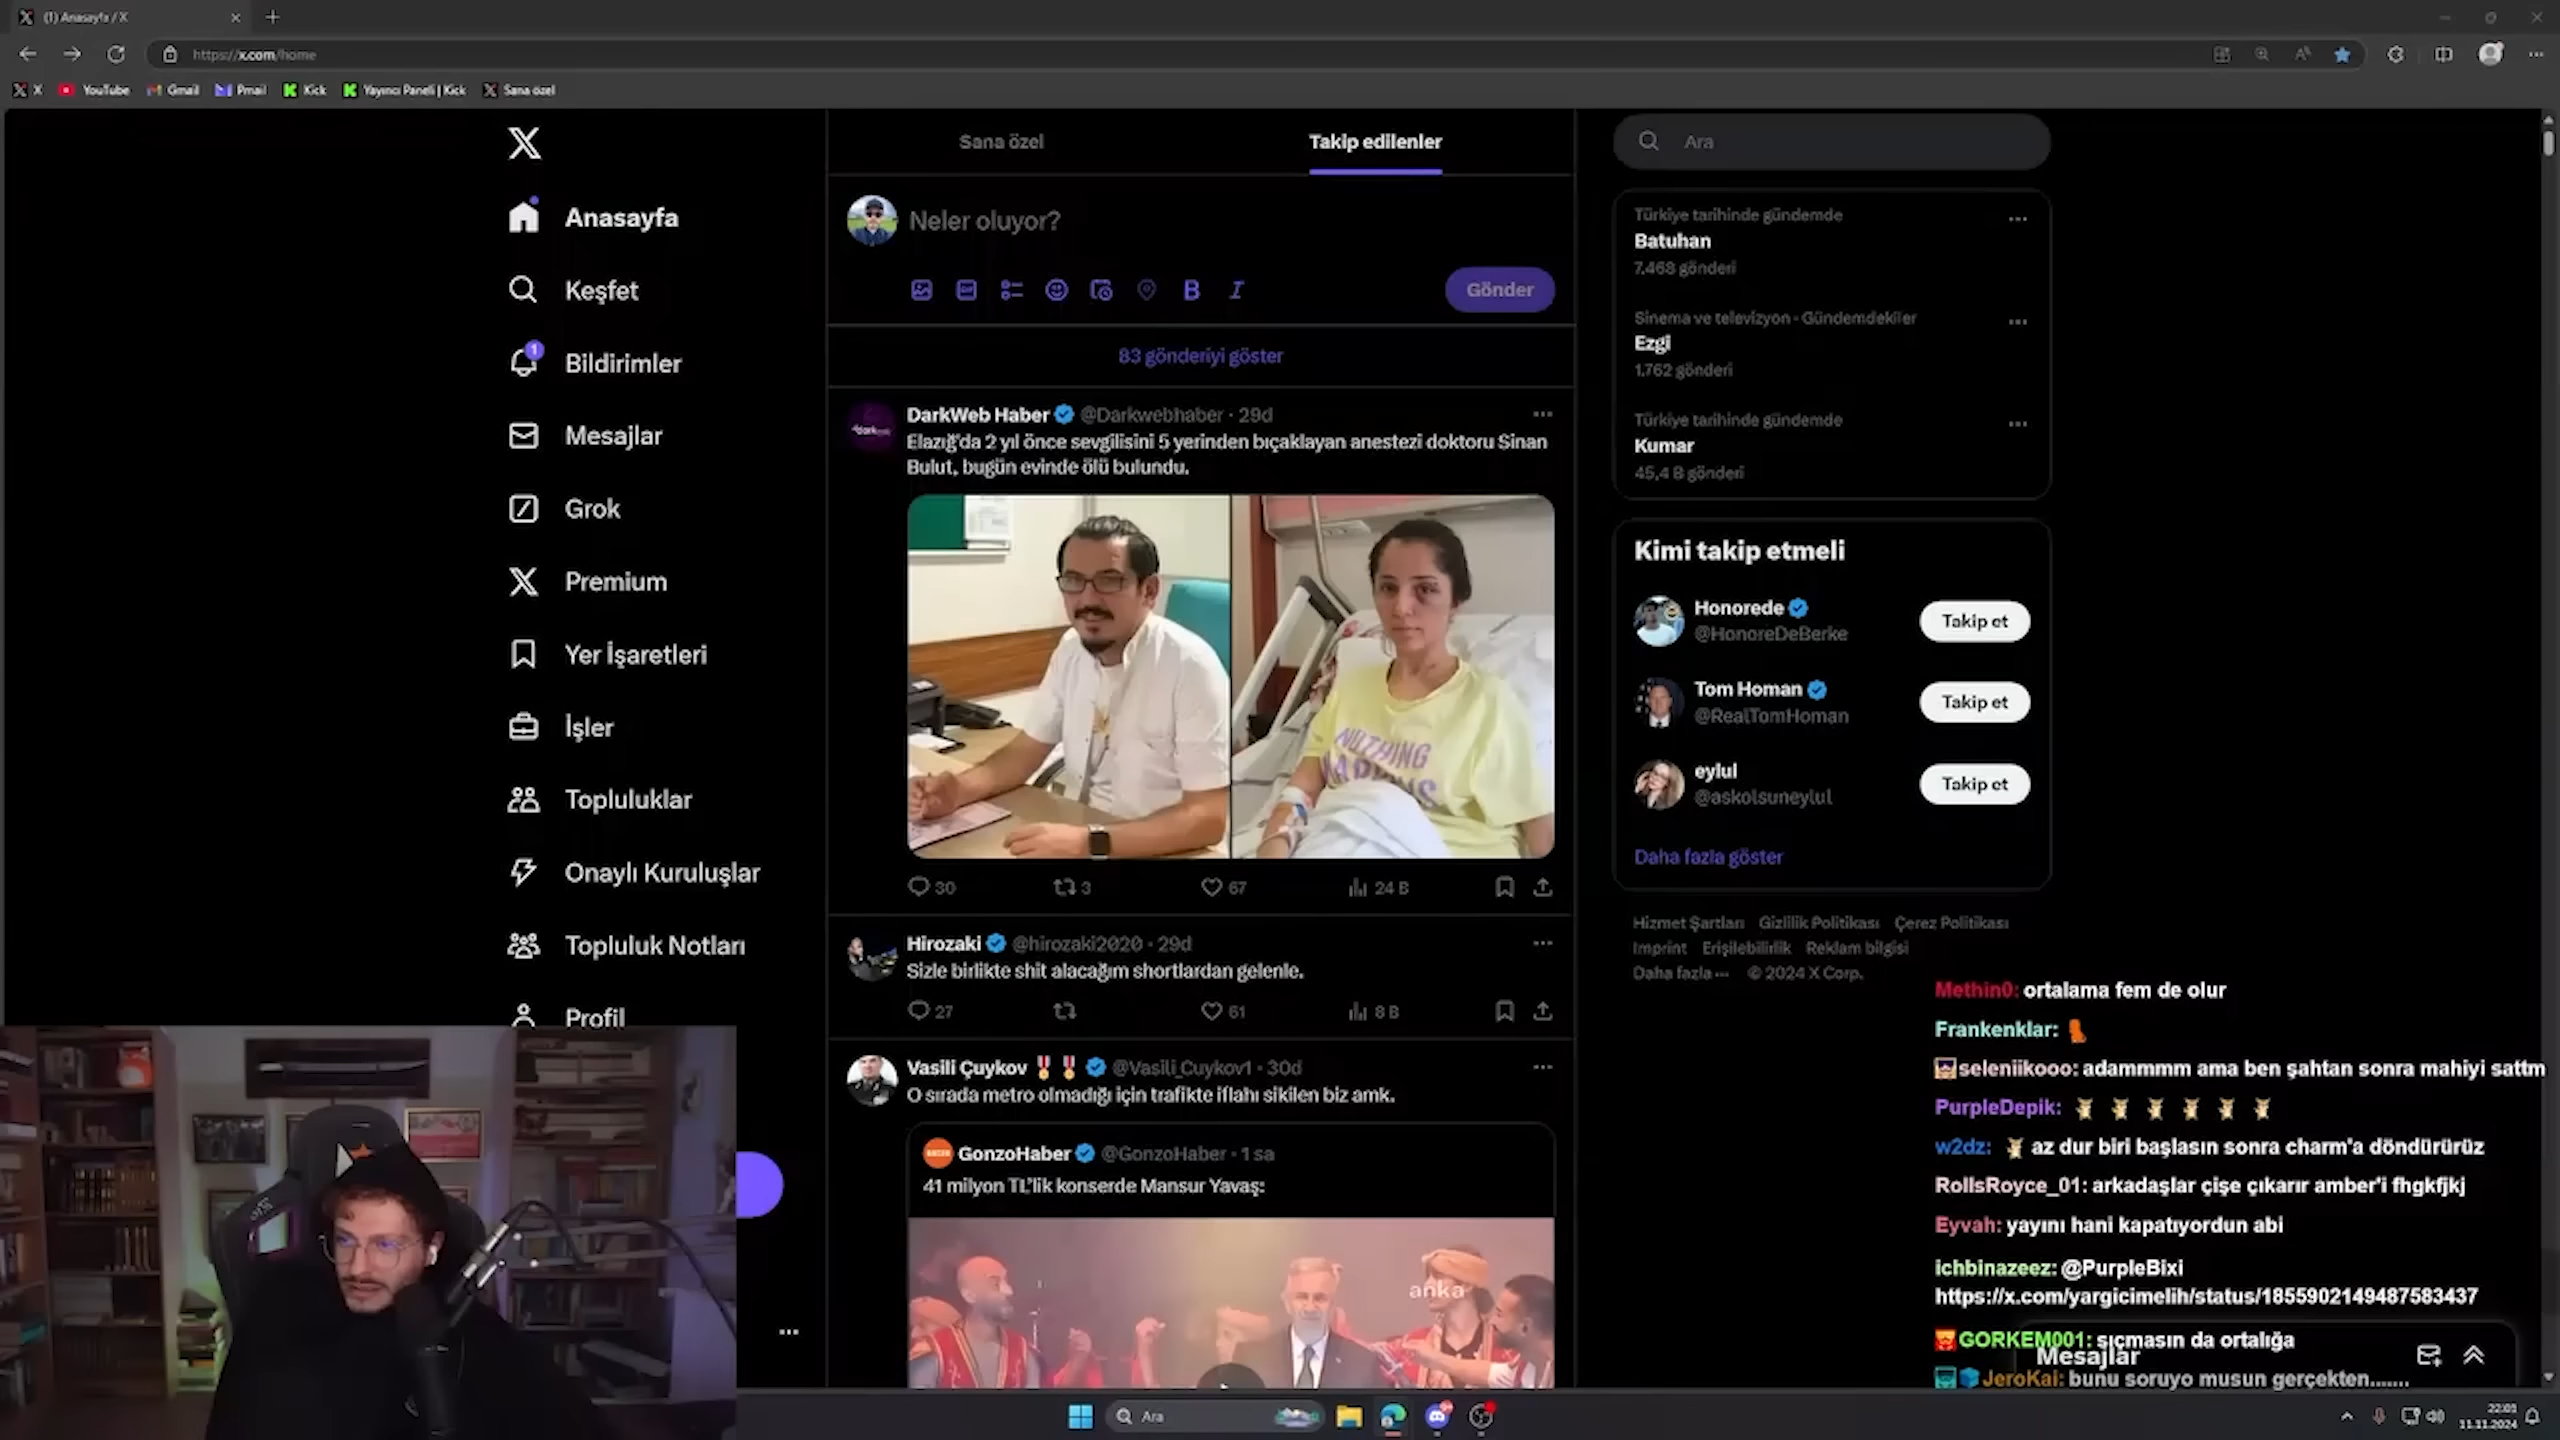 (1) Anasayfa / X
https://x.com/home
X
YouTube
Gmail
Pmail
Kick
Yayıncı Paneli | Kick
Sana özel
Anasayfa
Keşfet
1
Bildirimler
Mesajlar
Grok
Premium
Yer İşaretleri
İşler
Topluluklar
Onaylı Kuruluşlar
Topluluk Notları
Profil
Sana özel
Takip edilenler
Neler oluyor?
B
I
Gönder
83 gönderiyi göster
DarkWeb Haber @Darkwebhaber · 29d
Elazığ'da 2 yıl önce sevgilisini 5 yerinden bıçaklayan anestezi doktoru Sinan
Bulut, bugün evinde ölü bulundu.
NOTHING
30
3
67
24 B
Hirozaki @hirozaki2020 · 29d
Sizle birlikte shit alacağım shortlardan gelenle.
27
61
8 B
Vasili Çuykov @Vasili_Cuykov1 · 30d
O sırada metro olmadığı için trafikte iflahı sikilen biz amk.
GonzoHaber @GonzoHaber · 1 sa
41 milyon TL'lik konserde Mansur Yavaş:
anka
Ara
Türkiye tarihinde gündemde
Batuhan
7.468 gönderi
Sinema ve televizyon · Gündemdekiler
Ezgi
1.762 gönderi
Türkiye tarihinde gündemde
Kumar
45,4 B gönderi
Kimi takip etmeli
Honorede
@HonoreDeBerke
Takip et
Tom Homan
@RealTomHoman
Takip et
eylul
@askolsuneylul
Takip et
Daha fazla göster
Hizmet Şartları Gizlilik Politikası Çerez Politikası
Imprint Erişilebilirlik Reklam bilgisi
Daha fazla ··· © 2024 X Corp.
Methin0: ortalama fem de olur
Frankenklar:
seleniikooo: adammmm ama ben şahtan sonra mahiyi sattm
PurpleDepik:
w2dz: az dur biri başlasın sonra charm'a döndürürüz
RollsRoyce_01: arkadaşlar çişe çıkarır amber'i fhgkfjkj
Eyvah: yayını hani kapatıyordun abi
ichbinazeez: @PurpleBixi
https://x.com/yargicimelih/status/1855902149487583437
GORKEM001: sıçmasın da ortalığa
Mesajlar
JeroKai: bunu soruyo musun gerçekten.......
Ara
22:01
11.11.2024